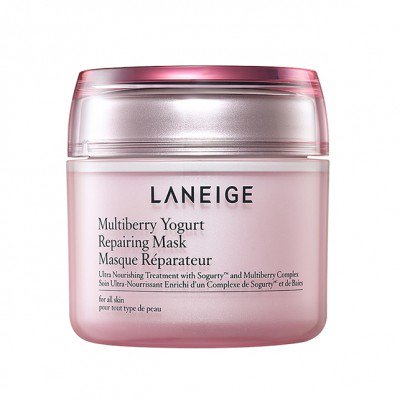 LANEIGE
Multiberry Yogurt
Repairing Mask
Masque Réparateur
Ultra Nourishing Treatment with Sogurty™ and Multiberry Complex
Soin Ultra-Nourrissant Enrichi d'un Complexe de Sogurty™ et de Baies
for all skin
pour tout type de peau